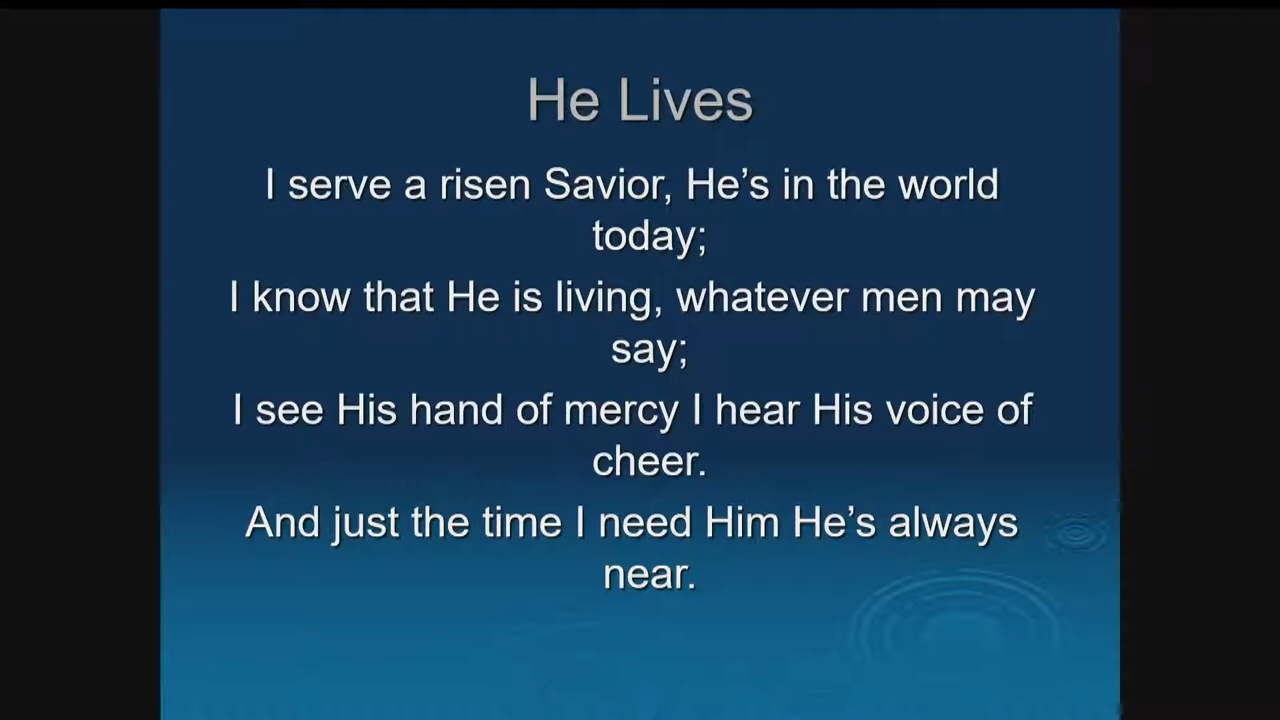 He Lives
I serve a risen Savior, He’s in the world
today;
I know that He is living, whatever men may
say;
I see His hand of mercy I hear His voice of
cheer.
And just the time I need Him He’s always
near.